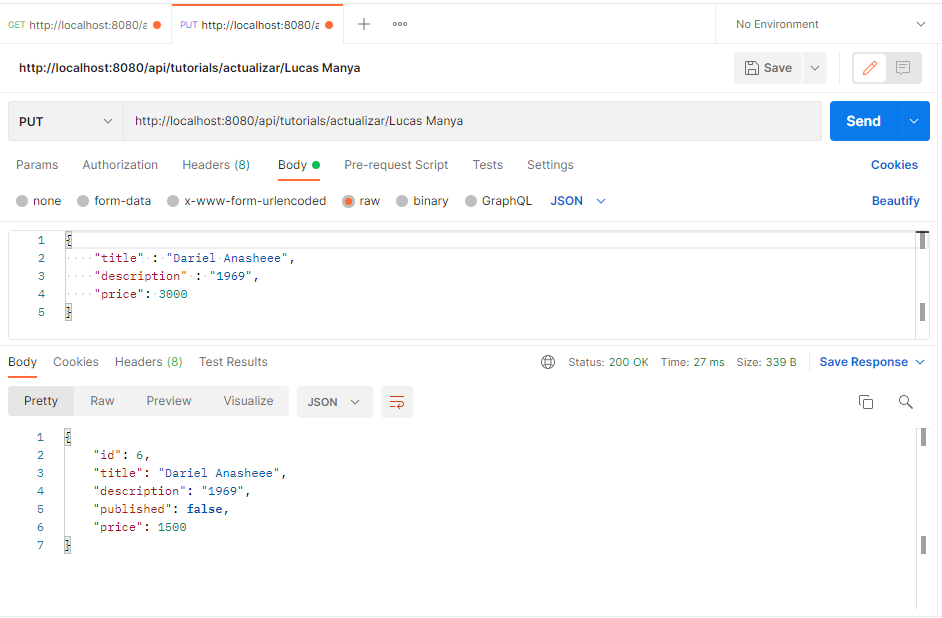 GET http://localhost:8080/a
PUT http://localhost:8080/a
No Environment
http://localhost:8080/api/tutorials/actualizar/Lucas Manya
Save
PUT http://localhost:8080/api/tutorials/actualizar/Lucas Manya Send
Params Authorization Headers (8) Body Pre-request Script Tests Settings Cookies
none form-data x-www-form-urlencoded raw binary GraphQL JSON Beautify
1 {
2 ····"title" : "Dariel·Anasheee",
3 ····"description" : "1969",
4 ····"price":·3000
5 }
Body Cookies Headers (8) Test Results Status: 200 OK Time: 27 ms Size: 339 B Save Response
Pretty Raw Preview Visualize JSON
1 {
2 "id": 6,
3 "title": "Dariel Anasheee",
4 "description": "1969",
5 "published": false,
6 "price": 1500
7 }